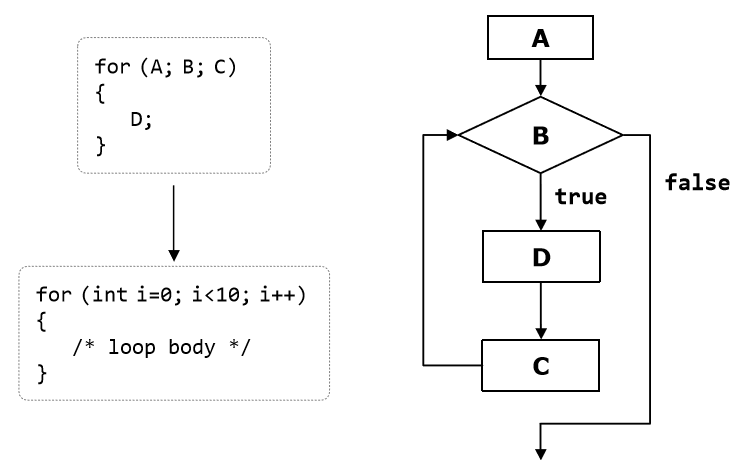 for (A; B; C)
{
D;
}
for (int i=0; i<10; i++)
{
/* loop body */
}
A
B
true
false
D
C